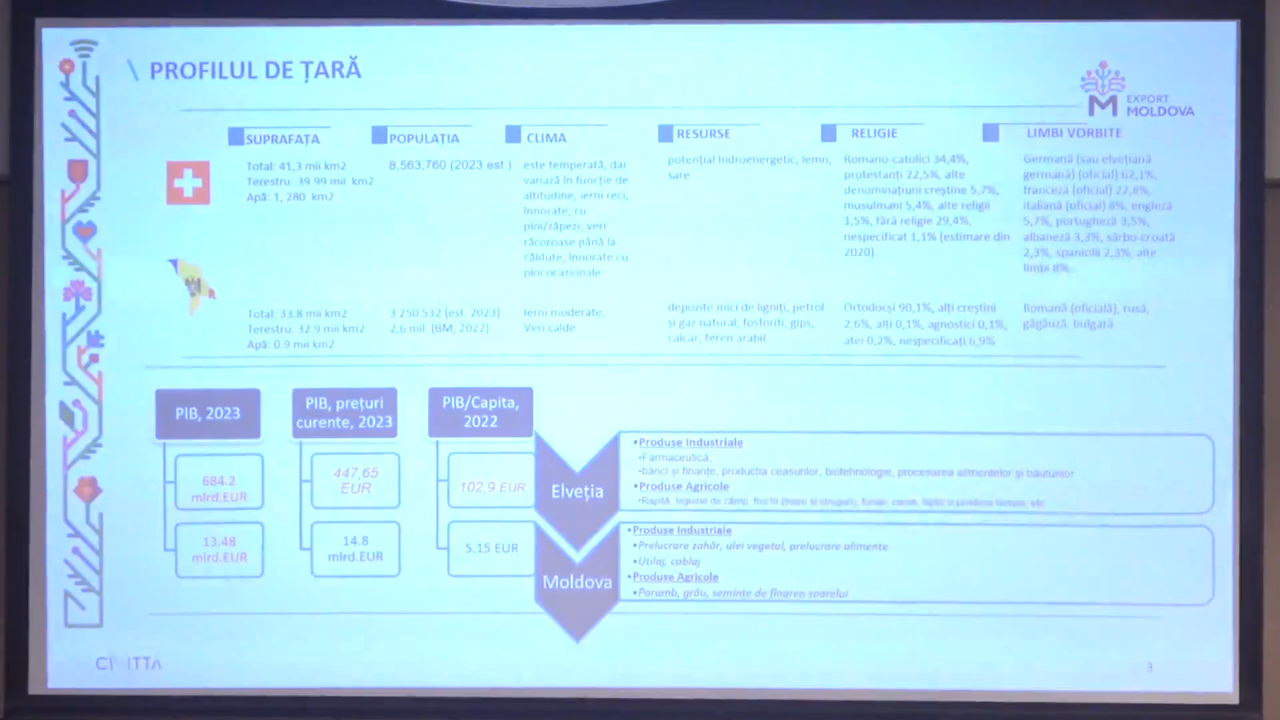 \ PROFILUL DE ȚARĂ
EXPORT
MOLDOVA
SUPRAFAȚA
POPULAȚIA
CLIMA
RESURSE
RELIGIE
LIMBI VORBITE
Total: 41,3 mii km2
Terestru: 39.99 mii km2
Apă: 1, 280 km2
8,563,760 (2023 est.)
este temperată, dar
variază în funcție de
altitudine; ierni reci,
înnorate, cu
ploi/zăpezi; veri
răcoroase până la
căldute, înnorate cu
ploi ocazionale
potențial hidroenergetic, lemn,
sare
Romano-catolici 34,4%,
protestanți 22,5%, alte
denominațiuni creștine 5,7%,
musulmani 5,4%, alte religii
1,5%, fără religie 29,4%,
nespecificat 1,1% (estimare din
2020)
Germană (sau elvețiană
germană) (oficial) 62,1%,
franceză (oficial) 22,8%,
italiană (oficial) 8%, engleză
5,7%, portugheză 3,5%,
albaneză 3,3%, sârbo-croată
2,3%, spaniolă 2,3%, alte
limbi 8%
Total: 33.8 mii km2
Terestru: 32.9 mii km2
Apă: 0.9 mii km2
3 250 532 (est. 2023)
2,6 mil. (BM, 2022)
Ierni moderate,
Veri calde
depozite mici de ligniți, petrol
și gaz natural, fosforiți, gips,
calcar, teren arabil
Ortodocși 90,1%, alți creștini
2,6%, alți 0,1%, agnostici 0,1%,
atei 0,2%, nespecificați 6,9%
Romană (oficială), rusă,
găgăuză, bulgară
PIB, 2023
PIB, prețuri
curente, 2023
PIB/Capita,
2022
684.2
mlrd.EUR
447,65
EUR
102,9 EUR
13.48
mlrd.EUR
14.8
mlrd.EUR
5.15 EUR
Elveția
•Produse Industriale
•Farmaceutică,
•bănci și finanțe, producția ceasurilor, biotehnologie, procesarea alimentelor și băuturilor
•Produse Agricole
Moldova
•Produse Industriale
•Prelucrare zahăr, ulei vegetal, prelucrare alimente
•Utilaj, cablaj
•Produse Agricole
•Porumb, grâu, semințe de floarea soarelui
CIVITTA
3